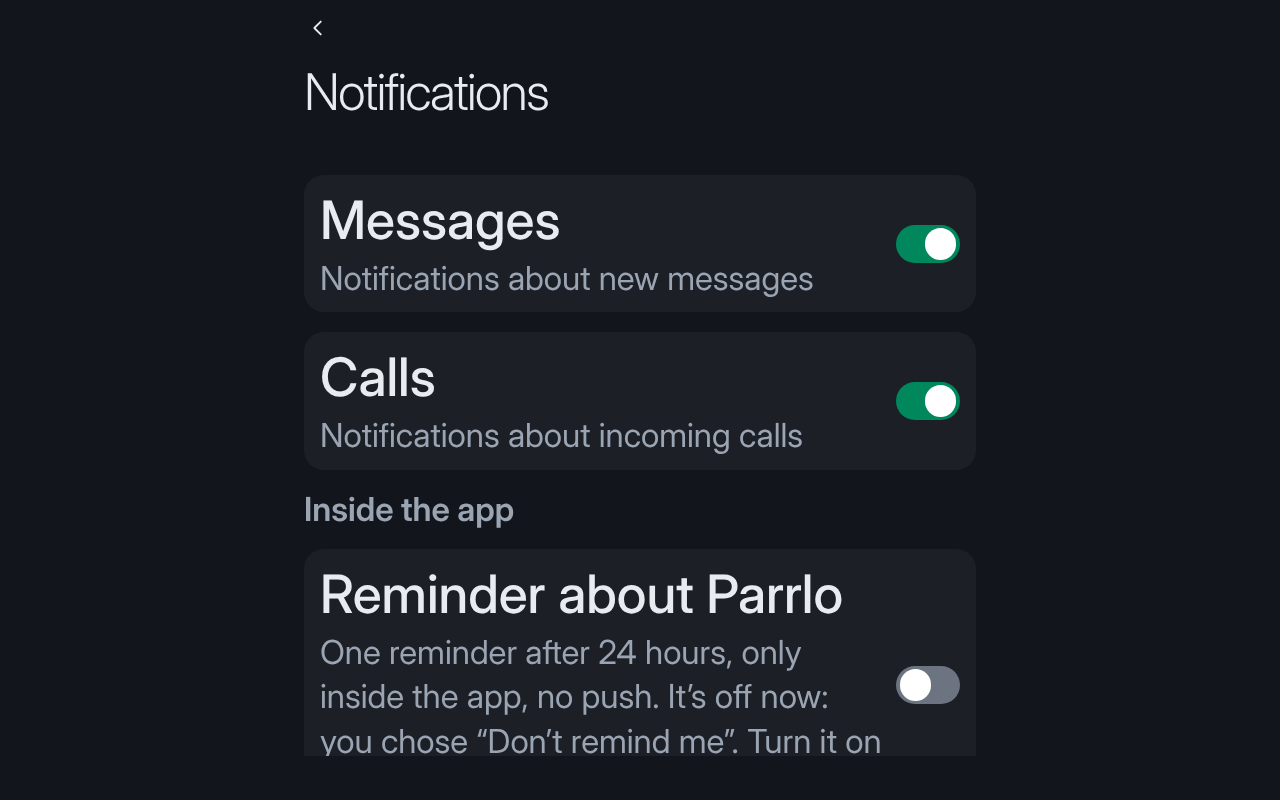 Notifications
Messages
Notifications about new messages
Calls
Notifications about incoming calls
Inside the app
Reminder about Parrlo
One reminder after 24 hours, only
inside the app, no push. It’s off now:
you chose “Don’t remind me”. Turn it on